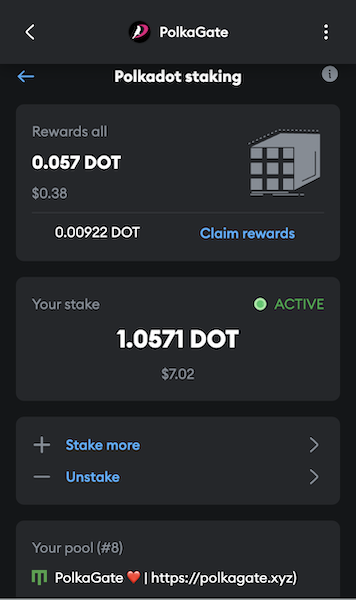 PolkaGate
Polkadot staking
Rewards all
0.057 DOT
$0.38
0.00922 DOT Claim rewards
Your stake ACTIVE
1.0571 DOT
$7.02
Stake more
Unstake
Your pool (#8)
PolkaGate ❤️ | https://polkagate.xyz)